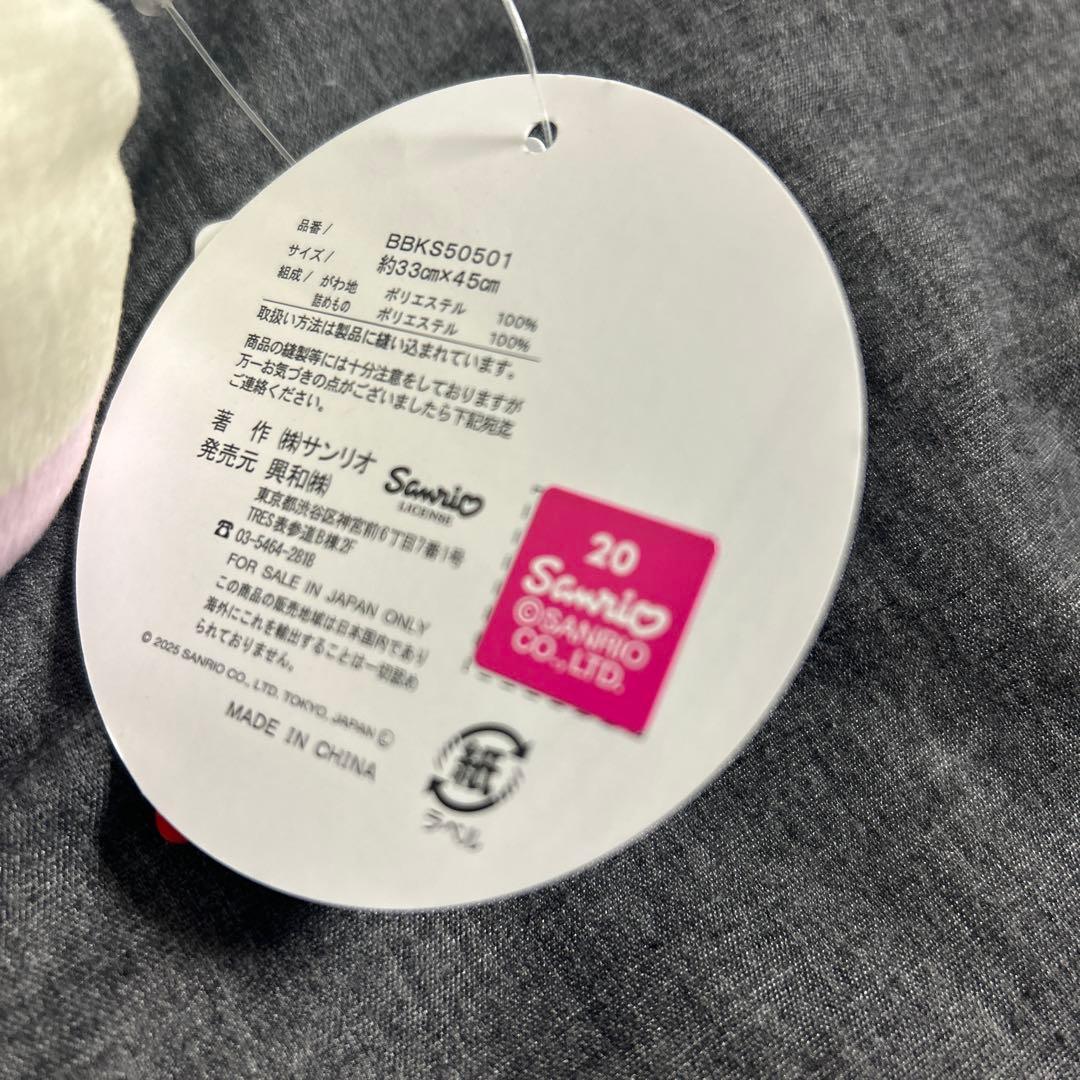 品番/ BBKS50501
サイズ/ 約33cm×45cm
組成/ がわ地 ポリエステル 100%
詰めもの ポリエステル 100%
取扱い方法は製品に縫い込まれています。
商品の縫製等には十分注意をしておりますが
万一お気づきの点がございましたら下記宛迄
ご連絡ください。
著 作 ㈱サンリオ
発売元 興和㈱
Sanrio
LICENSE
東京都渋谷区神宮前6丁目7番1号
TRES表参道B棟2F
☎ 03-5464-2818
FOR SALE IN JAPAN ONLY
この商品の販売地域は日本国内であり
海外にこれを輸出することは一切認め
られておりません。
© 2025 SANRIO CO., LTD. TOKYO, JAPAN Ⓒ
MADE IN CHINA
20
Sanrio
©SANRIO
CO., LTD.
紙
ラベル